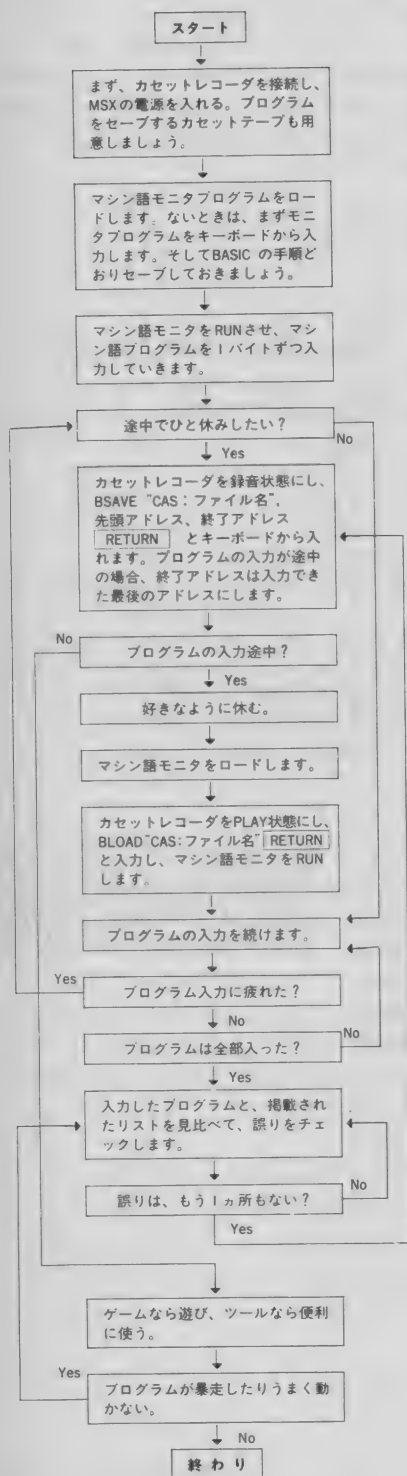 スタート
まず、カセットレコーダを接続し、
MSXの電源を入れる。プログラム
をセーブするカセットテープも用
意しましょう。
マシン語モニタプログラムをロー
ドします。ないときは、まずモニ
タプログラムをキーボードから入
力します。そしてBASIC の手順ど
おりセーブしておきましょう。
マシン語モニタをRUNさせ、マシ
ン語プログラムを1バイトずつ入
力していきます。
途中でひと休みしたい?
No
Yes
カセットレコーダを録音状態にし、
BSAVE "CAS:ファイル名",
先頭アドレス、終了アドレス
RETURN とキーボードから入
れます。プログラムの入力が途中
の場合、終了アドレスは入力でき
た最後のアドレスにします。
No
プログラムの入力途中?
Yes
好きなように休む。
マシン語モニタをロードします。
カセットレコーダをPLAY状態にし、
BLOAD"CAS:ファイル名" RETURN
と入力し、マシン語モニタをRUN
します。
プログラムの入力を続けます。
Yes
プログラム入力に疲れた?
No
プログラムは全部入った?
No
Yes
入力したプログラムと、掲載され
たリストを見比べて、誤りをチェ
ックします。
誤りは、もう1ヵ所もない?
No
Yes
ゲームなら遊び、ツールなら便利
に使う。
Yes
プログラムが暴走したりうまく動
かない。
No
終わり